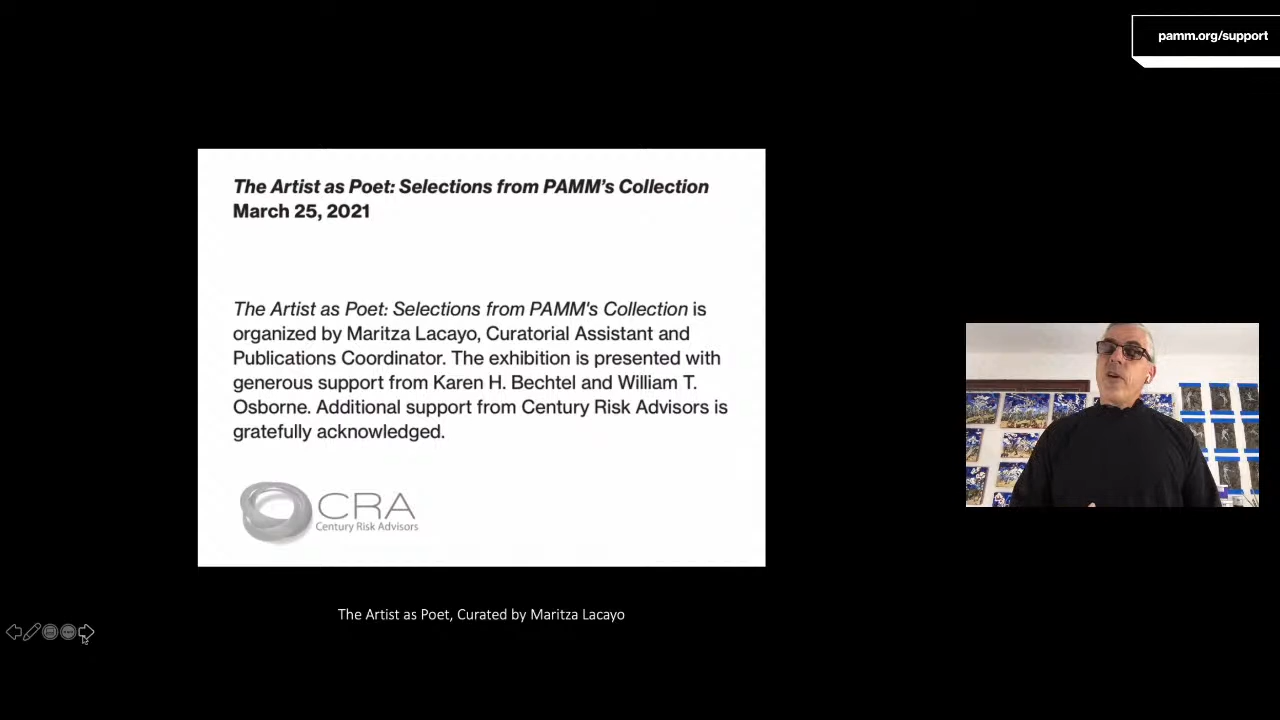 pamm.org/support
The Artist as Poet: Selections from PAMM’s Collection
March 25, 2021
The Artist as Poet: Selections from PAMM's Collection is
organized by Maritza Lacayo, Curatorial Assistant and
Publications Coordinator. The exhibition is presented with
generous support from Karen H. Bechtel and William T.
Osborne. Additional support from Century Risk Advisors is
gratefully acknowledged.
CRA
Century Risk Advisors
The Artist as Poet, Curated by Maritza Lacayo